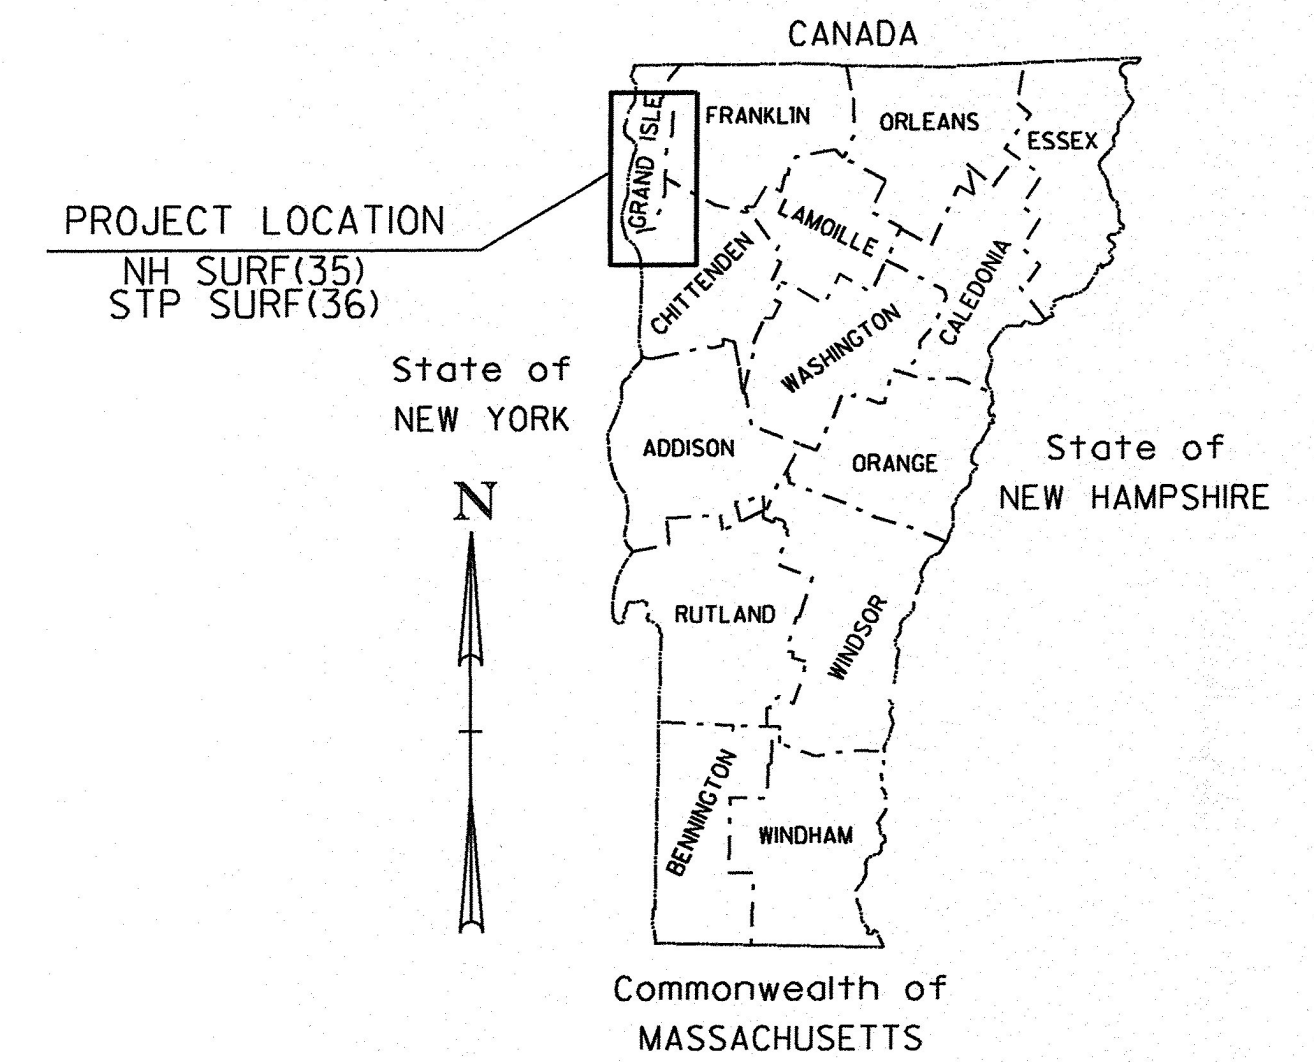 CANADA
FRANKLIN
ORLEANS
ESSEX
GRAND ISLE
PROJECT LOCATION
NH SURF(35)
STP SURF(36)
LAMOILLE
CHITTENDEN
CALEDONIA
WASHINGTON
State of
NEW YORK
ADDISON
ORANGE
State of
NEW HAMPSHIRE
N
RUTLAND
WINDSOR
BENNINGTON
WINDHAM
Commonwealth of
MASSACHUSETTS